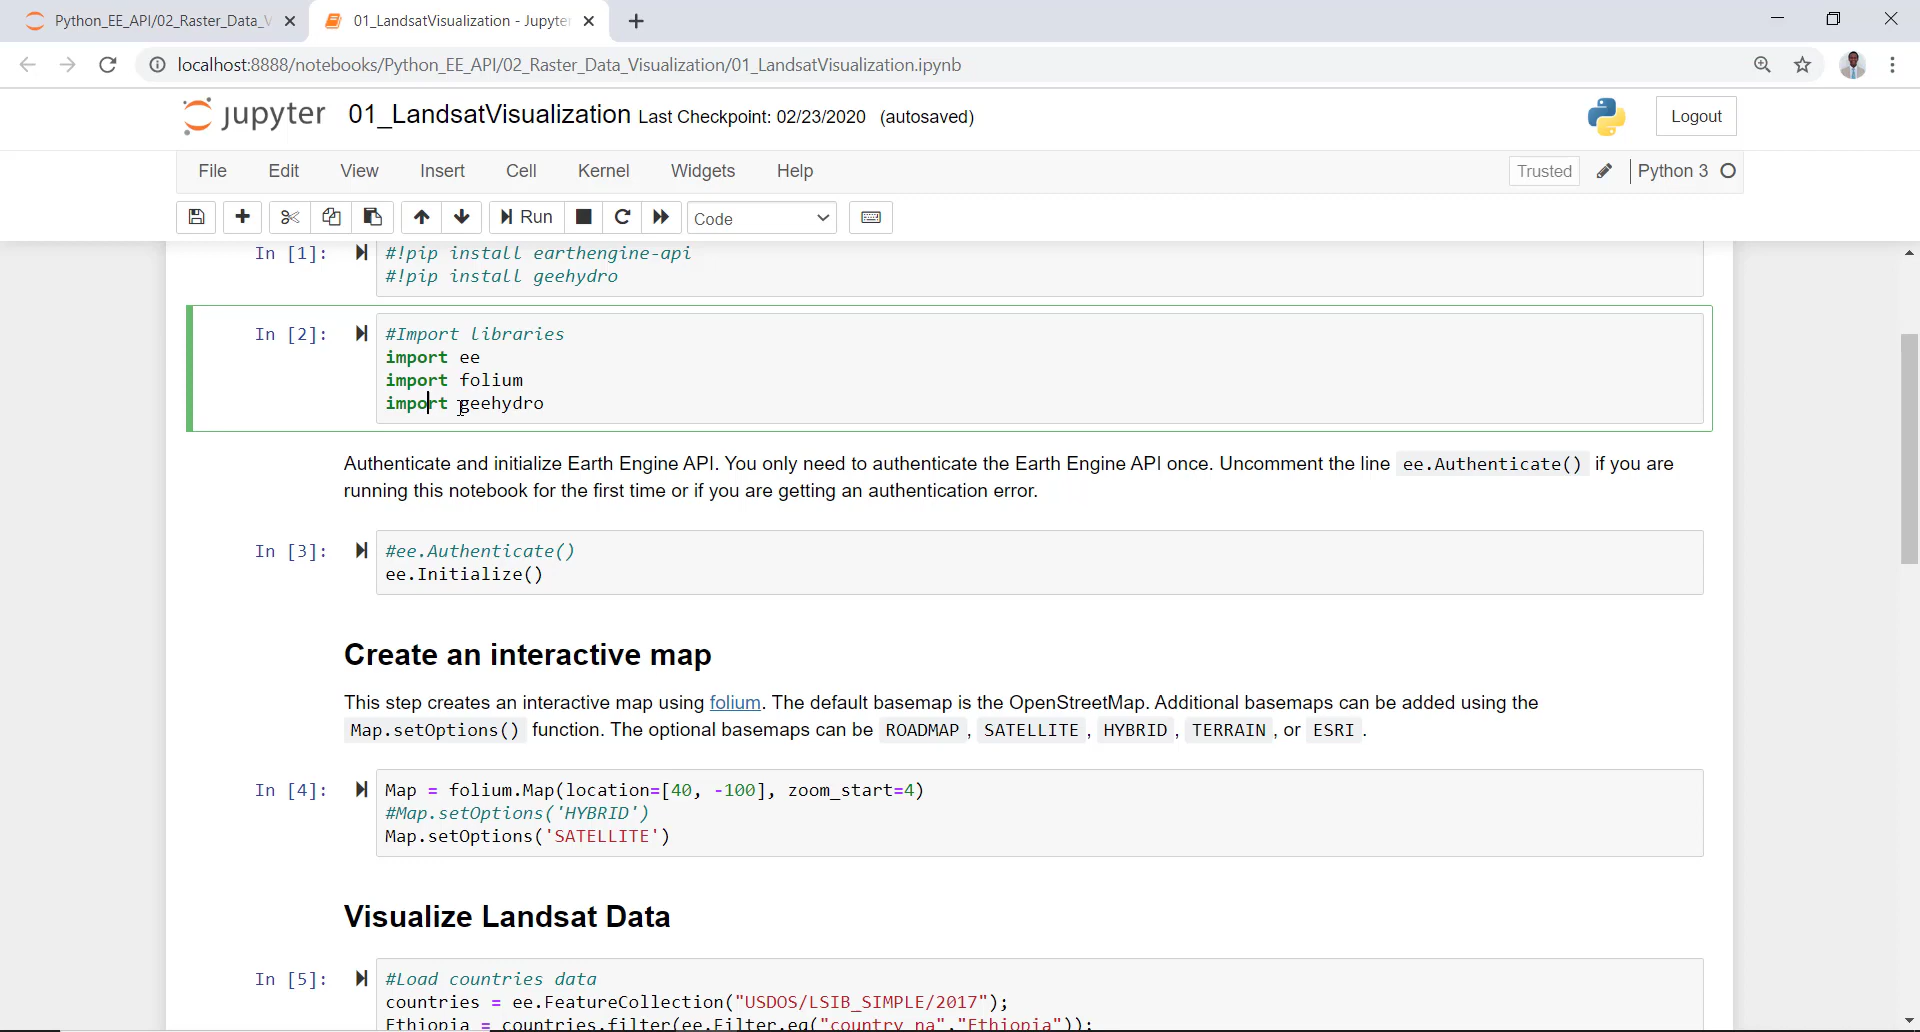 Python_EE_API/02_Raster_Data_V
01_LandsatVisualization - Jupyter
localhost:8888/notebooks/Python_EE_API/02_Raster_Data_Visualization/01_LandsatVisualization.ipynb
jupyter 01_LandsatVisualization Last Checkpoint: 02/23/2020 (autosaved)
Logout
File Edit View Insert Cell Kernel Widgets Help
Trusted Python 3
Run Code
In [1]: #!pip install earthengine-api
#!pip install geehydro
In [2]: #Import libraries
import ee
import folium
import geehydro
Authenticate and initialize Earth Engine API. You only need to authenticate the Earth Engine API once. Uncomment the line ee.Authenticate() if you are
running this notebook for the first time or if you are getting an authentication error.
In [3]: #ee.Authenticate()
ee.Initialize()
Create an interactive map
This step creates an interactive map using folium. The default basemap is the OpenStreetMap. Additional basemaps can be added using the
Map.setOptions() function. The optional basemaps can be ROADMAP, SATELLITE, HYBRID, TERRAIN, or ESRI.
In [4]: Map = folium.Map(location=[40, -100], zoom_start=4)
#Map.setOptions('HYBRID')
Map.setOptions('SATELLITE')
Visualize Landsat Data
In [5]: #Load countries data
countries = ee.FeatureCollection("USDOS/LSIB_SIMPLE/2017");
Ethiopia = countries.filter(ee.Filter.eq("country_na","Ethiopia"));